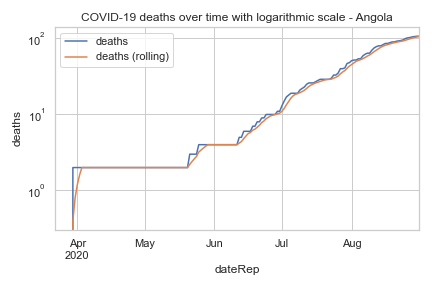 COVID-19 deaths over time with logarithmic scale - Angola
deaths
deaths (rolling)
10²
10¹
10⁰
deaths
Apr
2020
May
Jun
Jul
Aug
dateRep